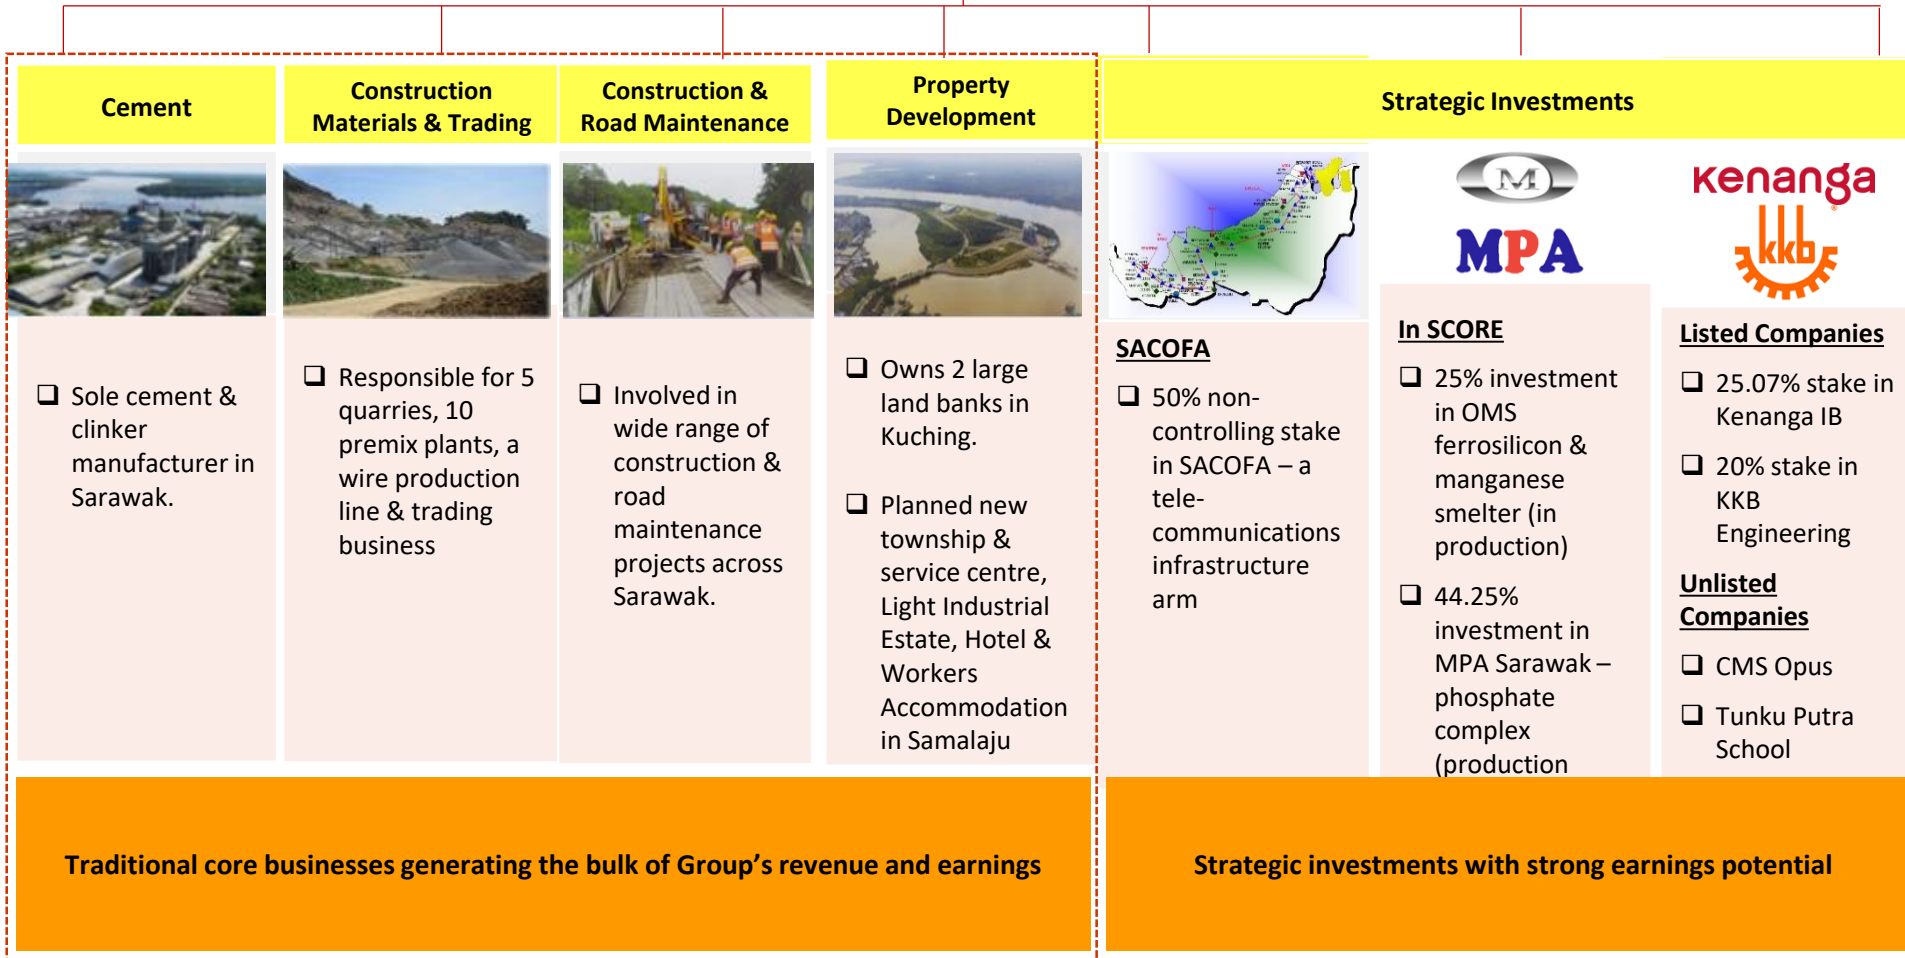 Cement
Construction
Materials & Trading
Construction &
Road Maintenance
Property
Development
Strategic Investments
❑ Sole cement &
clinker
manufacturer in
Sarawak.
❑ Responsible for 5
quarries, 10
premix plants, a
wire production
line & trading
business
❑ Involved in
wide range of
construction &
road
maintenance
projects across
Sarawak.
❑ Owns 2 large
land banks in
Kuching.
❑ Planned new
township &
service centre,
Light Industrial
Estate, Hotel &
Workers
Accommodation
in Samalaju
SACOFA
❑ 50% non-
controlling stake
in SACOFA – a
tele-
communications
infrastructure
arm
M
MPA
In SCORE
❑ 25% investment
in OMS
ferrosilicon &
manganese
smelter (in
production)
❑ 44.25%
investment in
MPA Sarawak –
phosphate
complex
(production
kenanga
kkb
Listed Companies
❑ 25.07% stake in
Kenanga IB
❑ 20% stake in
KKB
Engineering
Unlisted
Companies
❑ CMS Opus
❑ Tunku Putra
School
Traditional core businesses generating the bulk of Group’s revenue and earnings
Strategic investments with strong earnings potential